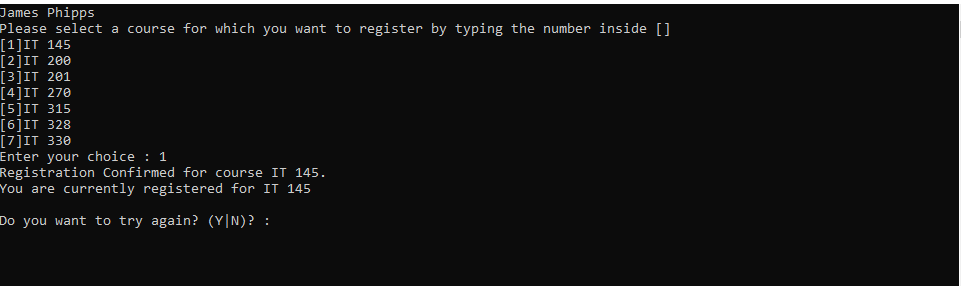 James Phipps
Please select a course for which you want to register by typing the number inside []
[1]IT 145
[2]IT 200
[3]IT 201
[4]IT 270
[5]IT 315
[6]IT 328
[7]IT 330
Enter your choice : 1
Registration Confirmed for course IT 145.
You are currently registered for IT 145
Do you want to try again? (Y|N)? :